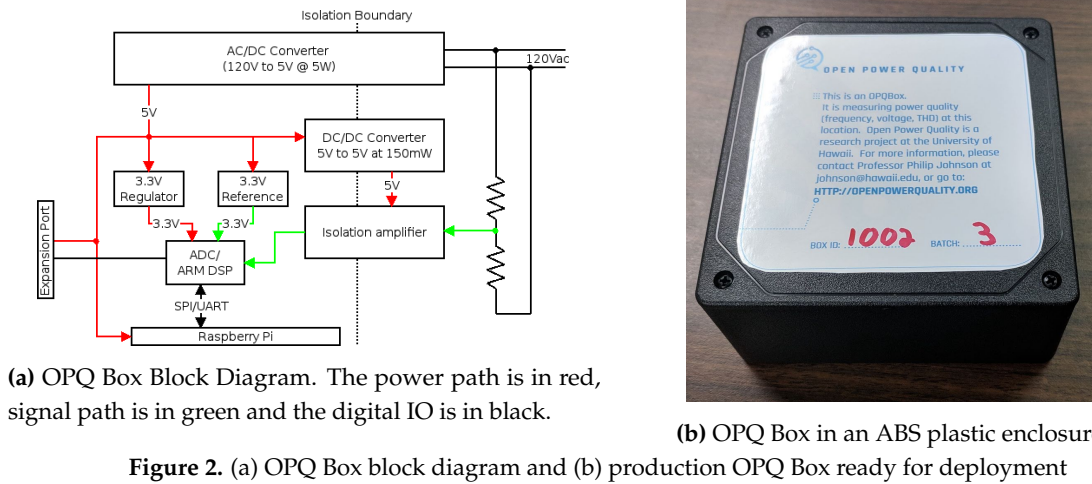 Isolation Boundary
AC/DC Converter
(120V to 5V @ 5W)
120Vac
5V
DC/DC Converter
5V to 5V at 150mW
3.3V
Regulator
3.3V
Reference
5V
3.3V
3.3V
Isolation amplifier
Expansion Port
ADC/
ARM DSP
SPI/UART
Raspberry Pi
(a) OPQ Box Block Diagram. The power path is in red,
signal path is in green and the digital IO is in black.
OPEN POWER QUALITY
This is an OPQBox.
It is measuring power quality
(frequency, voltage, THD) at this
location. Open Power Quality is a
research project at the University of
Hawaii. For more information, please
contact Professor Philip Johnson at
johnson@hawaii.edu, or go to:
HTTP://OPENPOWERQUALITY.ORG
BOX ID: 1002 BATCH: 3
(b) OPQ Box in an ABS plastic enclosur
Figure 2. (a) OPQ Box block diagram and (b) production OPQ Box ready for deployment